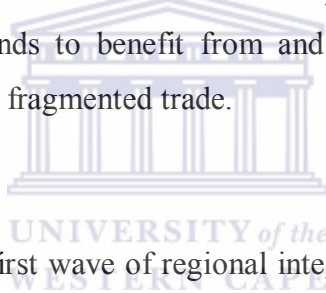 nds to benefit from and
fragmented trade.
UNIVERSITY of the
irst wave of regional inte
WESTERN CAPE